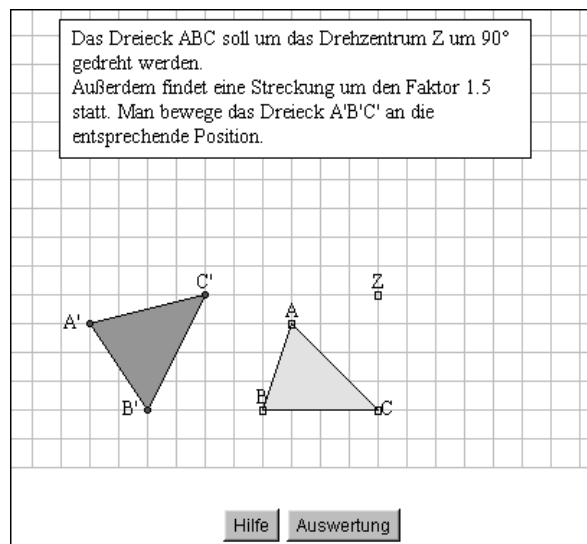 Das Dreieck ABC soll um das Drehzentrum Z um 90°
gedreht werden.
Außerdem findet eine Streckung um den Faktor 1.5
statt. Man bewege das Dreieck A'B'C' an die
entsprechende Position.
C'
Z
A
A'
B
B'
C
Hilfe
Auswertung